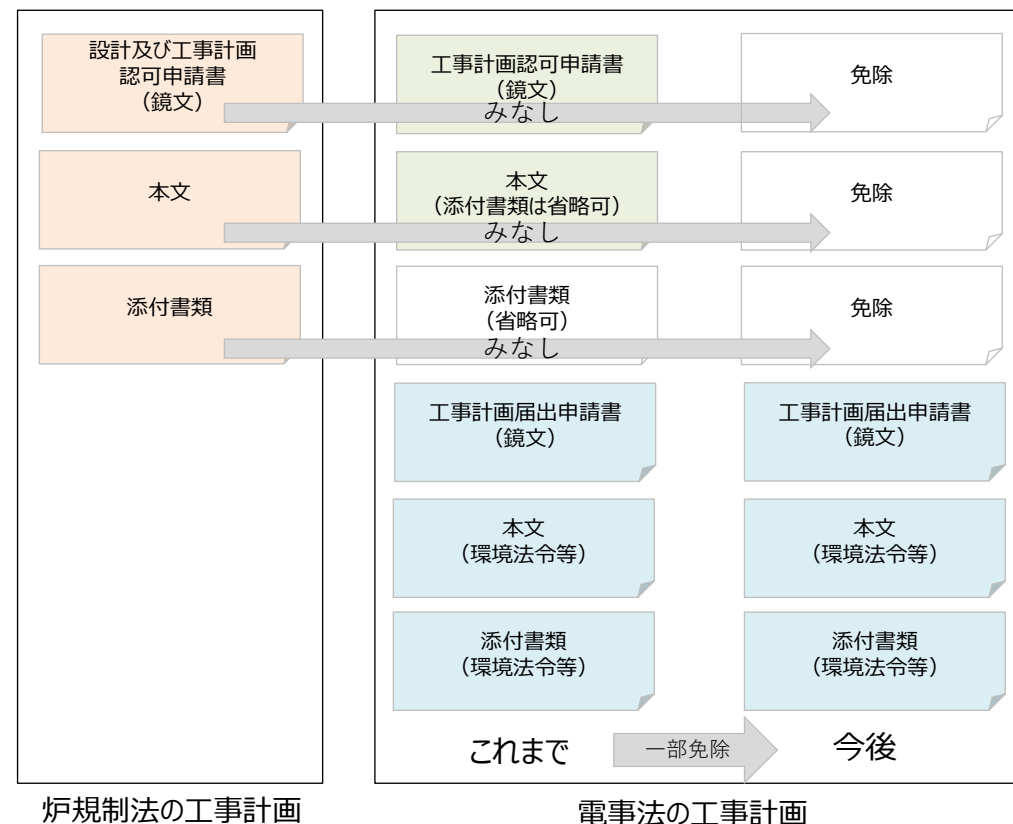 設計及び工事計画
認可申請書
（鏡文）
工事計画認可申請書
（鏡文）
みなし
免除
本文
本文
（添付書類は省略可）
みなし
免除
添付書類
添付書類
（省略可）
みなし
免除
工事計画届出申請書
（鏡文）
工事計画届出申請書
（鏡文）
本文
（環境法令等）
本文
（環境法令等）
添付書類
（環境法令等）
添付書類
（環境法令等）
これまで
一部免除
今後
炉規制法の工事計画
電事法の工事計画